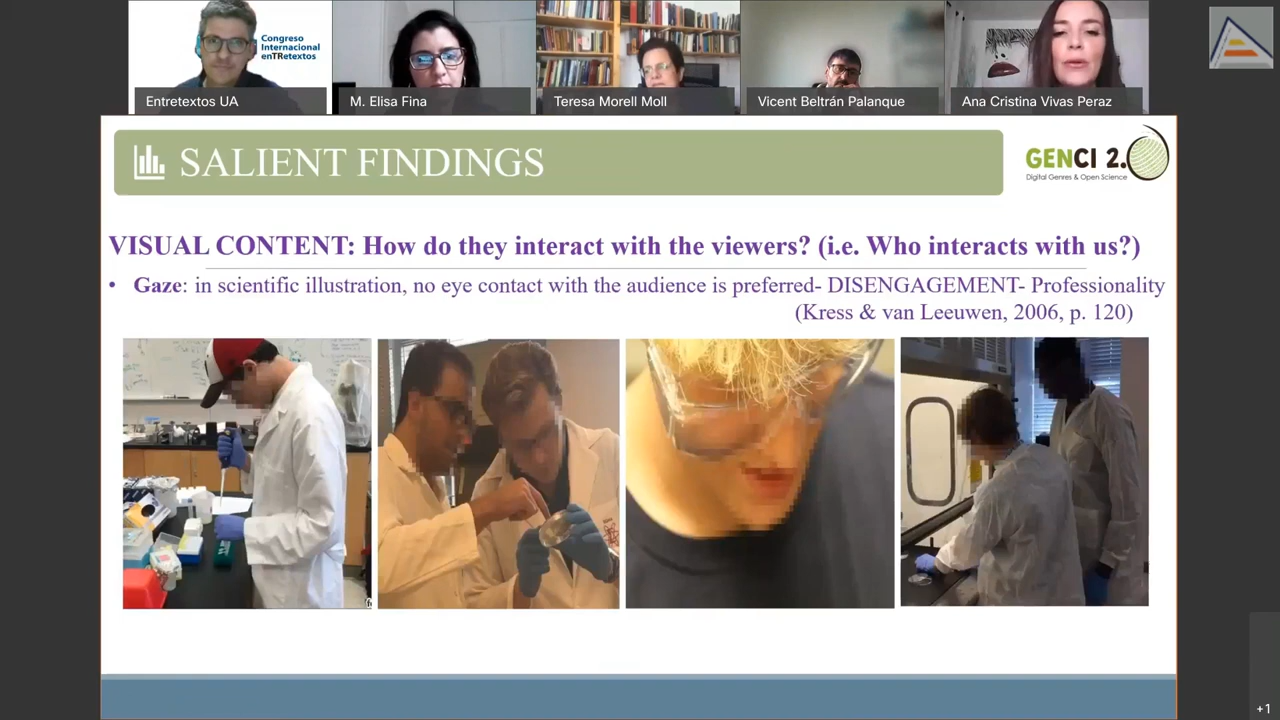 Congreso
Internacional
enTRetextos
Entretextos UA
M. Elisa Fina
Teresa Morell Moll
Vicent Beltrán Palanque
Ana Cristina Vivas Peraz
SALIENT FINDINGS
GENCI 2.
Digital Genres & Open Science
VISUAL CONTENT: How do they interact with the viewers? (i.e. Who interacts with us?)
• Gaze: in scientific illustration, no eye contact with the audience is preferred- DISENGAGEMENT- Professionality
(Kress & van Leeuwen, 2006, p. 120)
+1